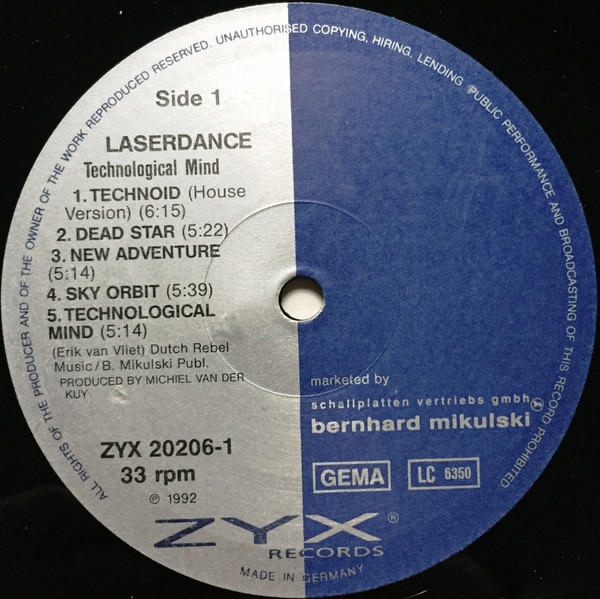 ALL RIGHTS OF THE PRODUCER AND OF THE OWNER OF THE WORK REPRODUCED RESERVED. UNAUTHORISED COPYING, HIRING, LENDING PUBLIC PERFORMANCE AND BROADCASTING OF THIS RECORD PROHIBITED.
Side 1
LASERDANCE
Technological Mind
1. TECHNOID (House
Version) (6:15)
2. DEAD STAR (5:22)
3. NEW ADVENTURE
(5:14)
4. SKY ORBIT (5:39)
5. TECHNOLOGICAL
MIND (5:14)
(Erik van Vliet) Dutch Rebel
Music/B. Mikulski Publ.
PRODUCED BY MICHIEL VAN DER
KUY
ZYX 20206-1
33 rpm
℗ 1992
marketed by
schallplatten vertriebs gmbh
bernhard mikulski
GEMA
LC 6350
ZYX ®
RECORDS
MADE IN GERMANY